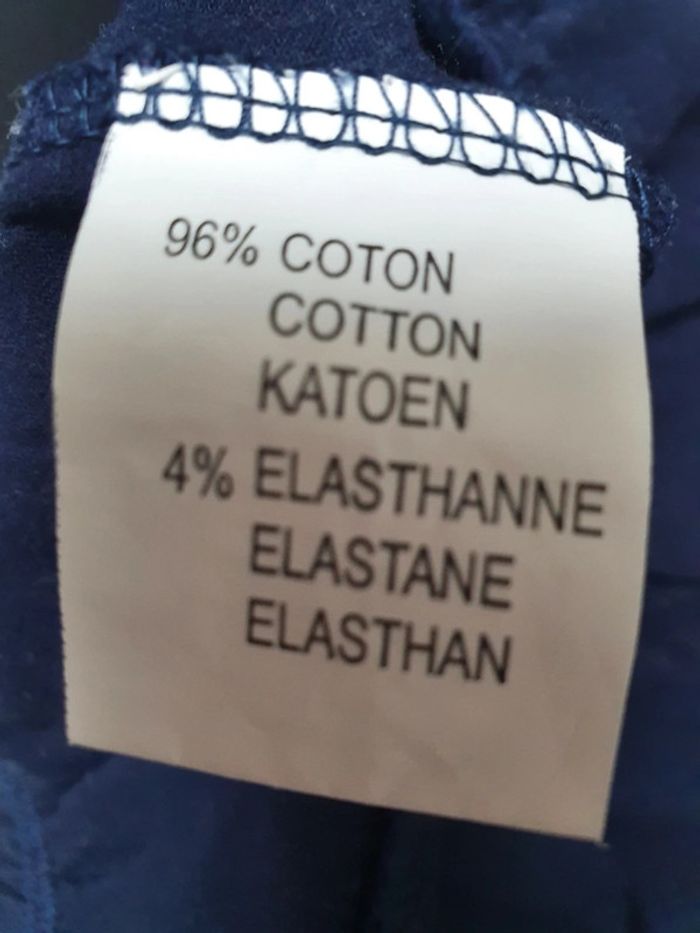 96% COTON
COTTON
KATOEN
4% ELASTHANNE
ELASTANE
ELASTHAN